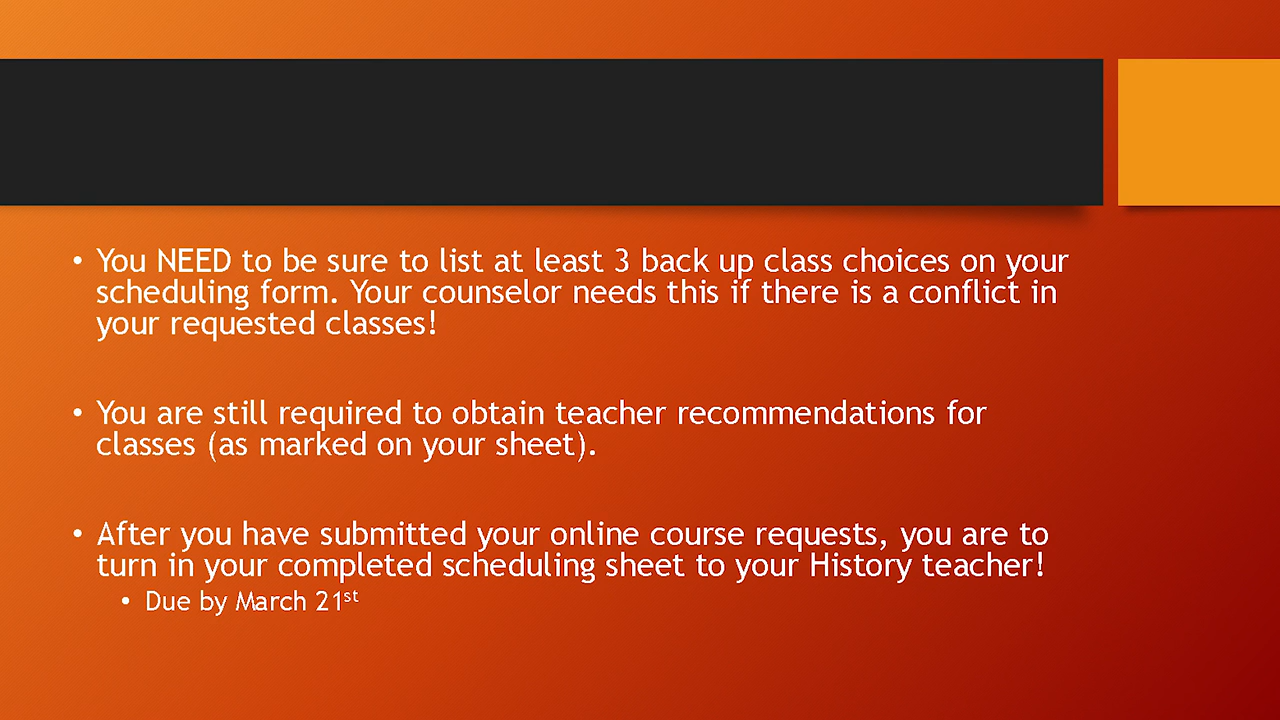 • You NEED to be sure to list at least 3 back up class choices on your
scheduling form. Your counselor needs this if there is a conflict in
your requested classes!
• You are still required to obtain teacher recommendations for
classes (as marked on your sheet).
• After you have submitted your online course requests, you are to
turn in your completed scheduling sheet to your History teacher!
• Due by March 21st